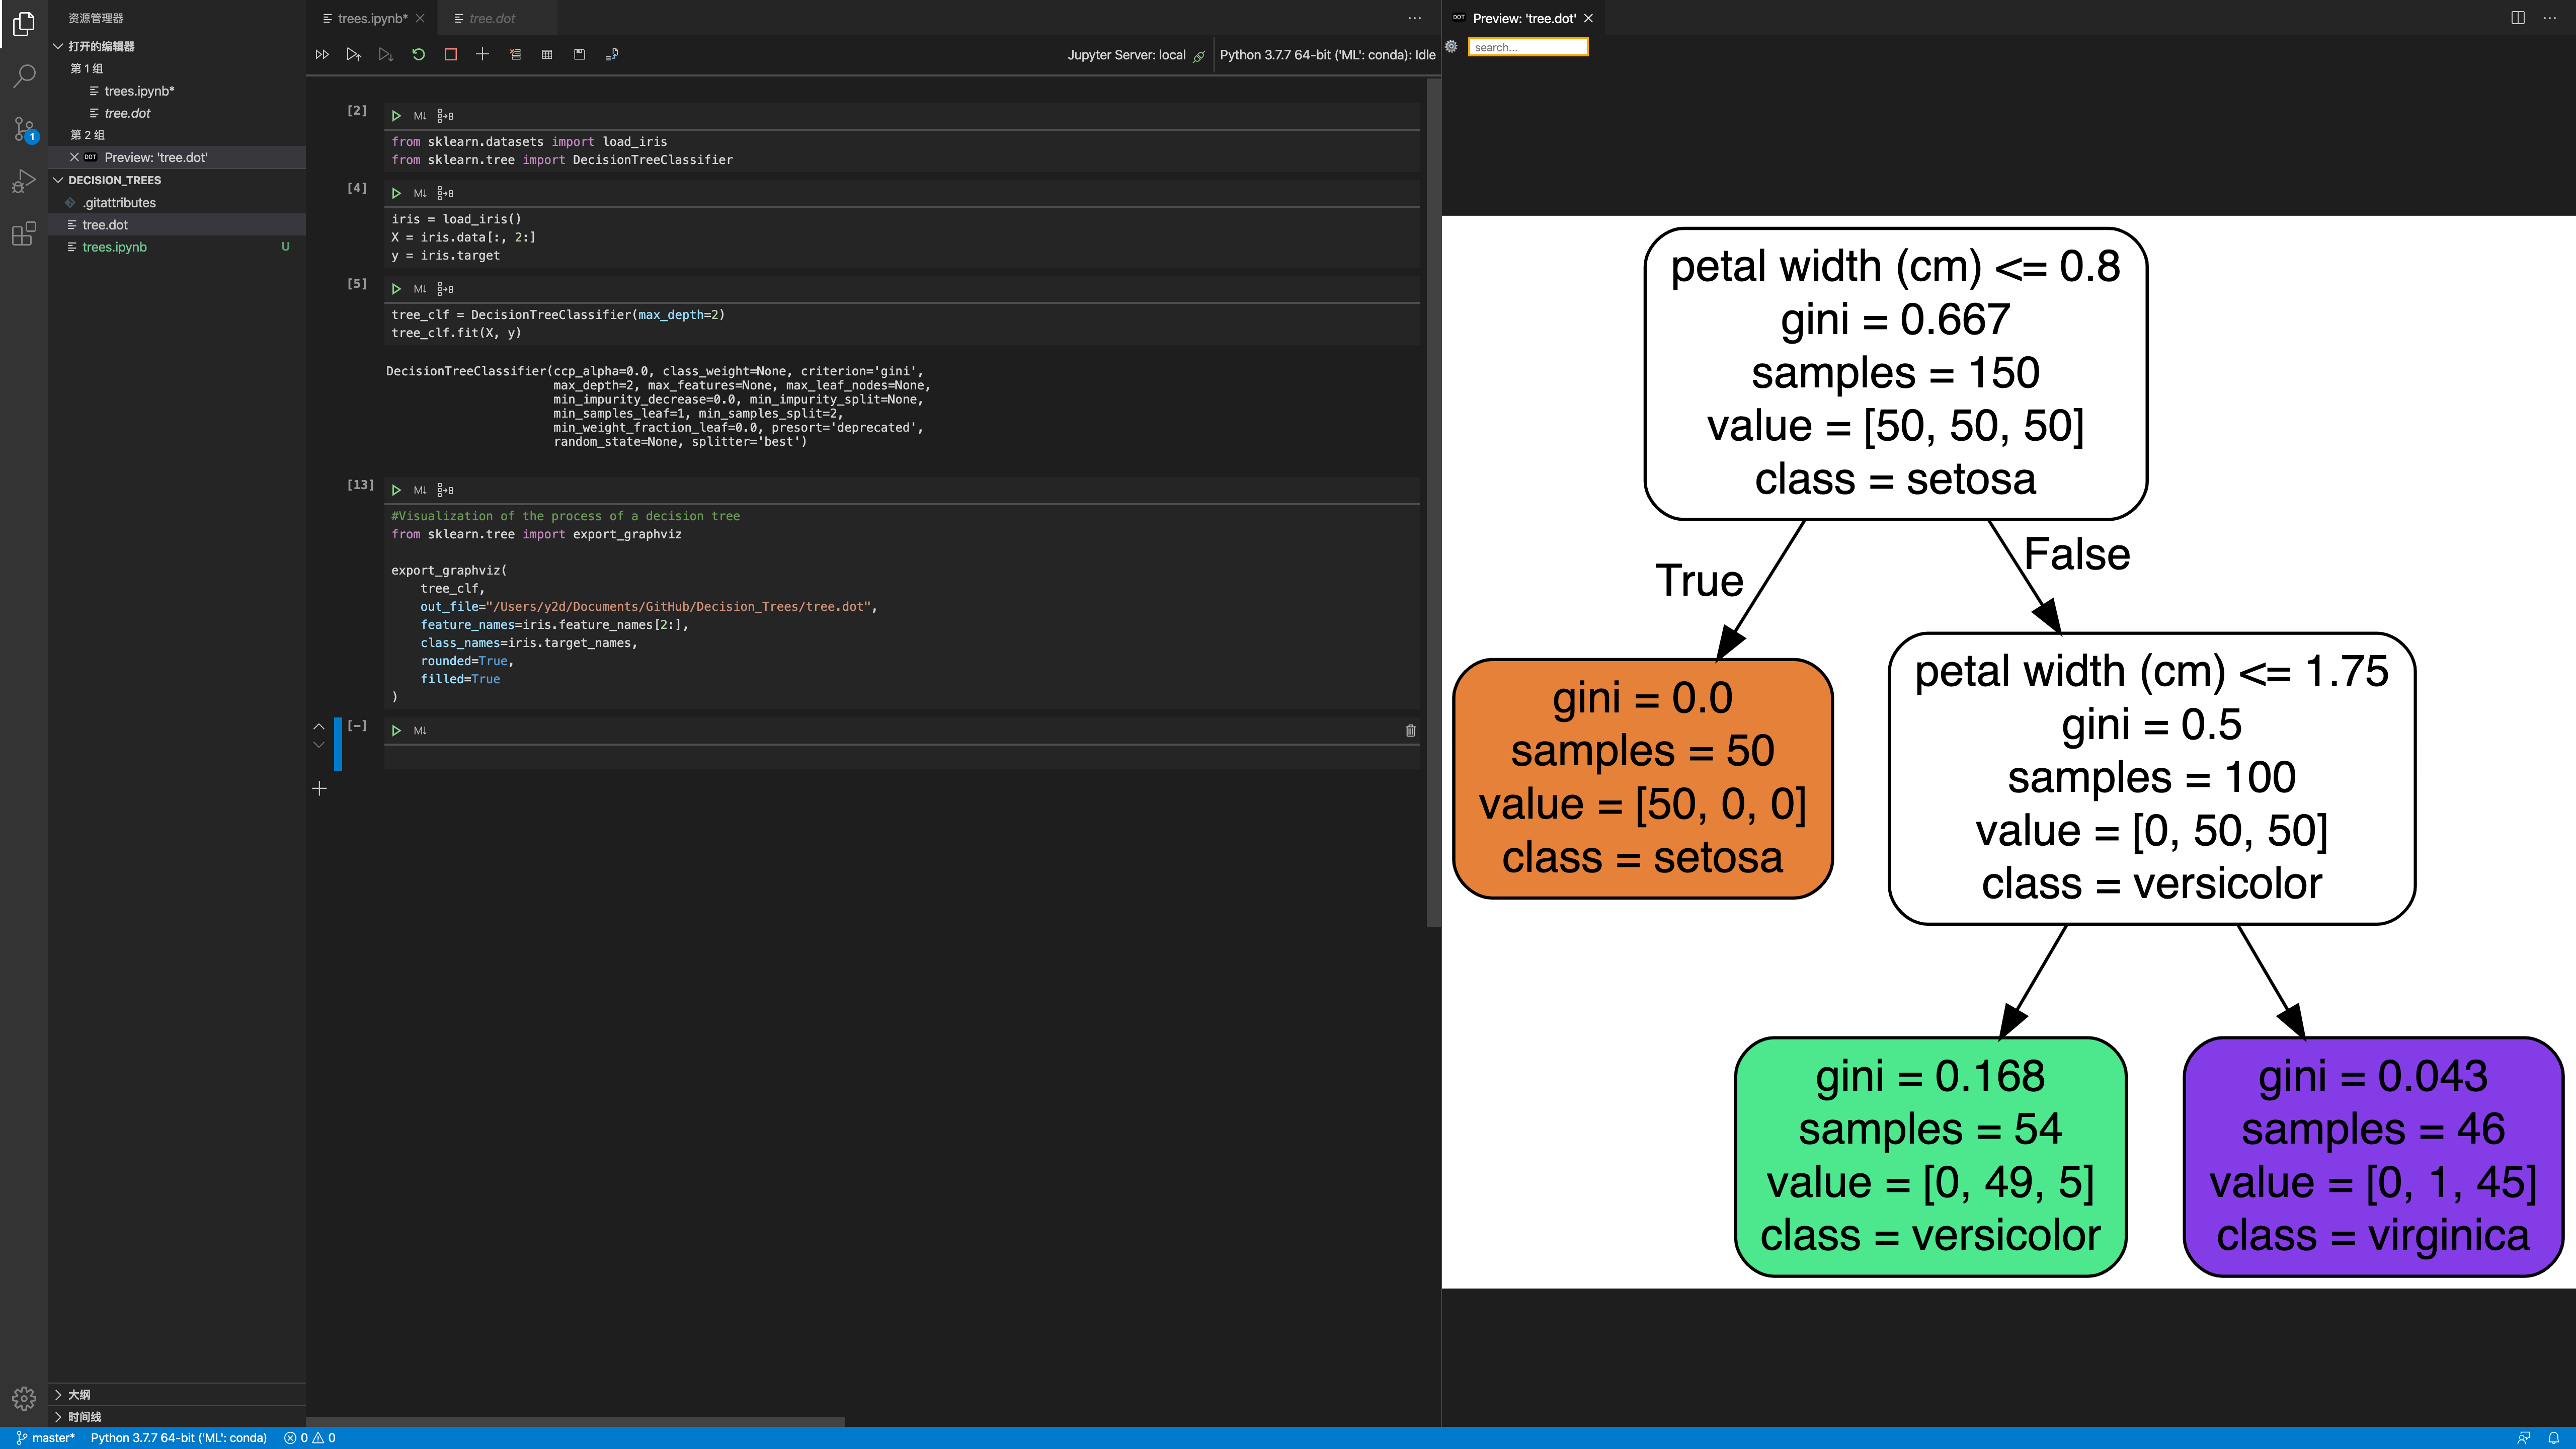 资源管理器
打开的编辑器
第 1 组
trees.ipynb*
tree.dot
第 2 组
DOT Preview: 'tree.dot'
DECISION_TREES
.gitattributes
tree.dot
trees.ipynb U
大纲
时间线
trees.ipynb*
tree.dot
Jupyter Server: local
Python 3.7.7 64-bit ('ML': conda): Idle
[2]
M↓
from sklearn.datasets import load_iris
from sklearn.tree import DecisionTreeClassifier
[4]
M↓
iris = load_iris()
X = iris.data[:, 2:]
y = iris.target
[5]
M↓
tree_clf = DecisionTreeClassifier(max_depth=2)
tree_clf.fit(X, y)
DecisionTreeClassifier(ccp_alpha=0.0, class_weight=None, criterion='gini',
max_depth=2, max_features=None, max_leaf_nodes=None,
min_impurity_decrease=0.0, min_impurity_split=None,
min_samples_leaf=1, min_samples_split=2,
min_weight_fraction_leaf=0.0, presort='deprecated',
random_state=None, splitter='best')
[13]
M↓
#Visualization of the process of a decision tree
from sklearn.tree import export_graphviz
export_graphviz(
tree_clf,
out_file="/Users/y2d/Documents/GitHub/Decision_Trees/tree.dot",
feature_names=iris.feature_names[2:],
class_names=iris.target_names,
rounded=True,
filled=True
)
[-]
M↓
DOT Preview: 'tree.dot'
search...
petal width (cm) <= 0.8
gini = 0.667
samples = 150
value = [50, 50, 50]
class = setosa
True
False
gini = 0.0
samples = 50
value = [50, 0, 0]
class = setosa
petal width (cm) <= 1.75
gini = 0.5
samples = 100
value = [0, 50, 50]
class = versicolor
gini = 0.168
samples = 54
value = [0, 49, 5]
class = versicolor
gini = 0.043
samples = 46
value = [0, 1, 45]
class = virginica
1
master*
Python 3.7.7 64-bit ('ML': conda)
0
0